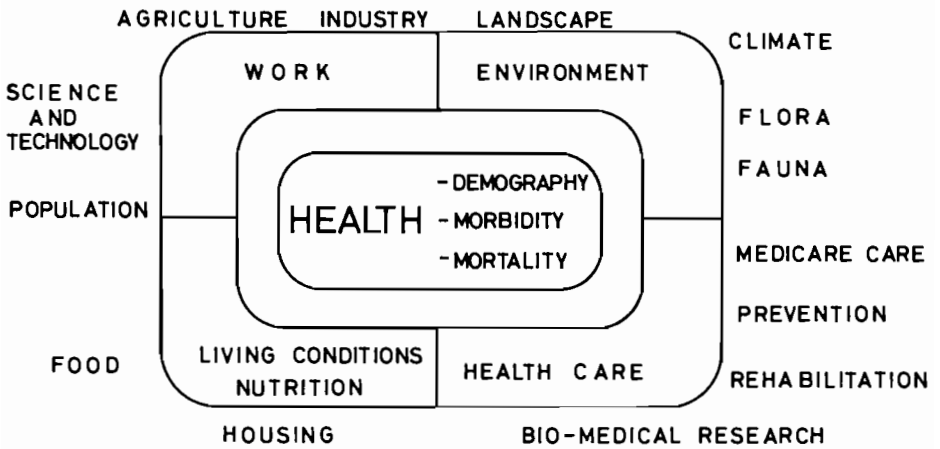 AGRICULTURE INDUSTRY LANDSCAPE
CLIMATE
WORK
ENVIRONMENT
SCIENCE
AND
TECHNOLOGY
FLORA
FAUNA
POPULATION
HEALTH
-DEMOGRAPHY
-MORBIDITY
-MORTALITY
MEDICARE CARE
PREVENTION
FOOD
LIVING CONDITIONS
NUTRITION
HEALTH CARE
REHABILITATION
HOUSING
BIO-MEDICAL RESEARCH